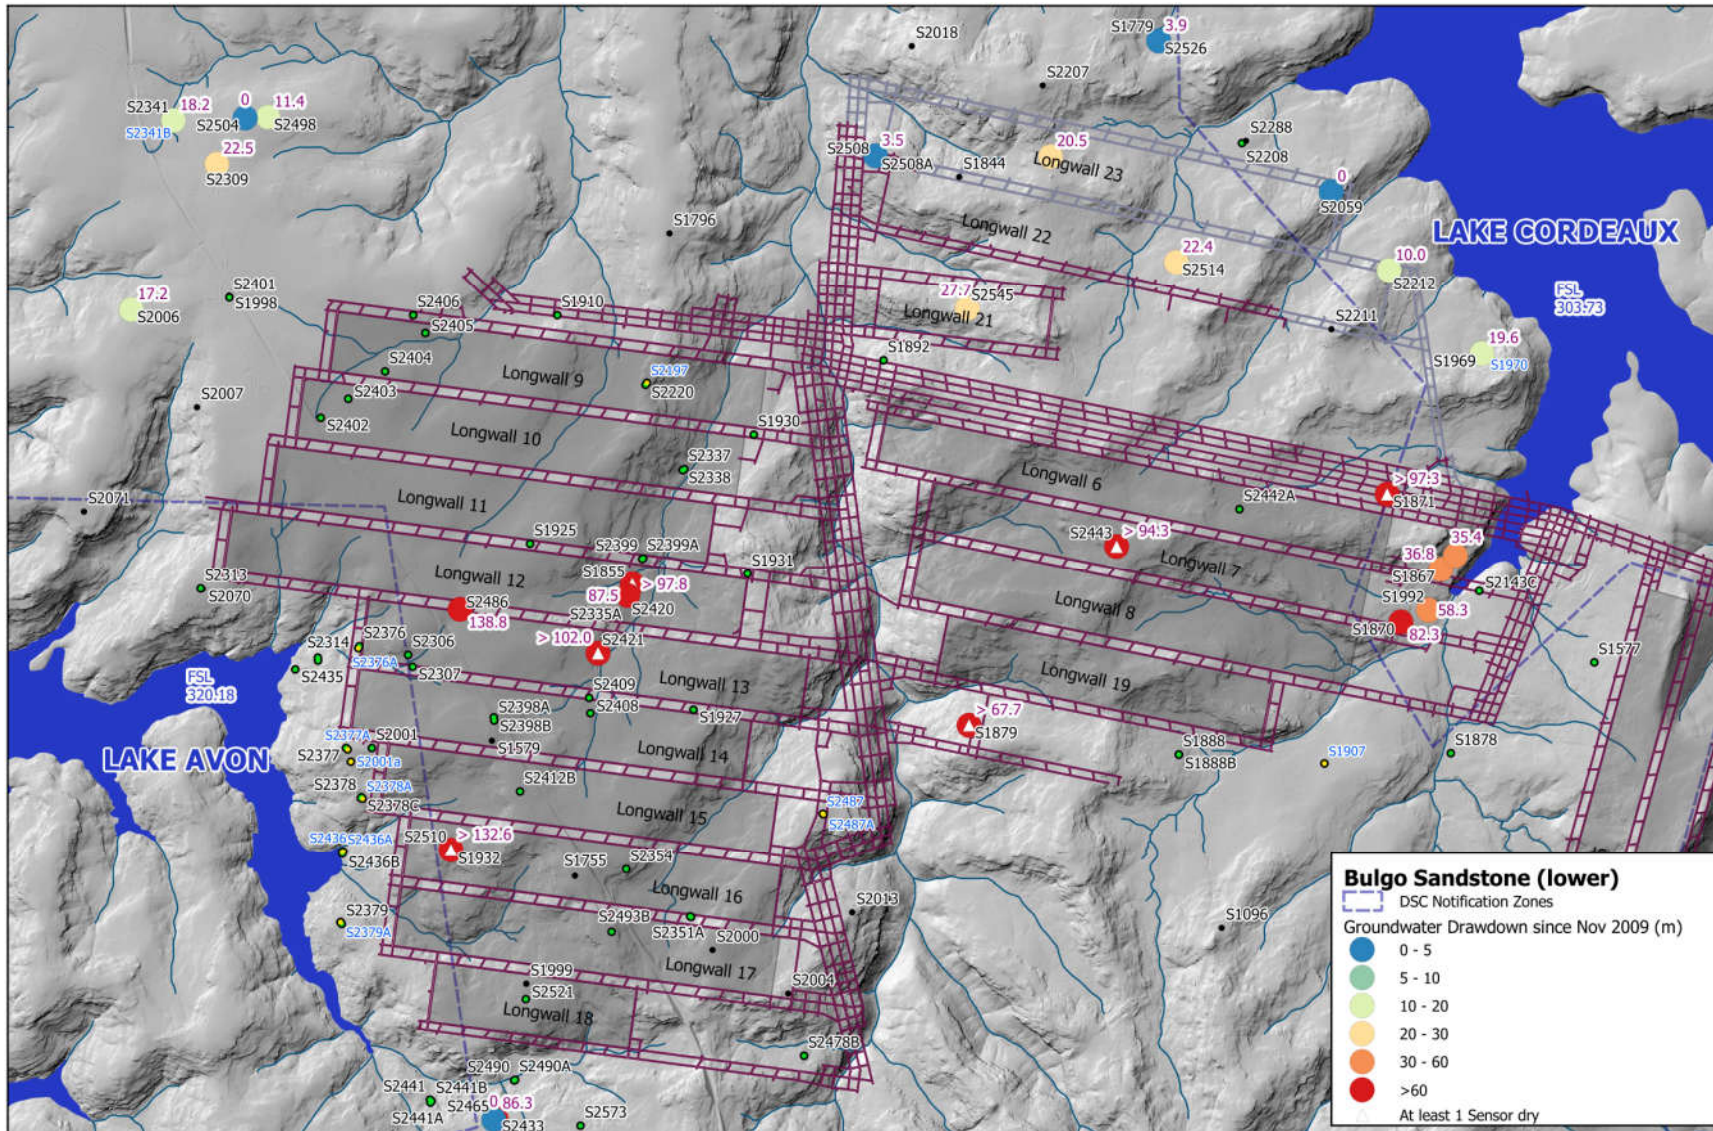 S1779
3.9
S2526
S2018
S2207
S2341
18.2
0
11.4
S2504
S2498
S2341B
22.5
S2309
S2508
3.5
S2508A
S1844
20.5
Longwall 23
S2288
S2208
0
S2059
LAKE CORDEAUX
FSL
303.73
S1796
Longwall 22
22.4
S2514
10.0
S2212
S2211
19.6
S1969
S1970
S2401
S1998
17.2
S2006
S2406
S2405
S1910
27.7
S2545
Longwall 21
S1892
S2404
S2403
S2402
S2007
Longwall 9
S2197
S2220
Longwall 10
S1930
S2337
S2338
Longwall 6
S2442A
> 97.3
S1871
S2071
Longwall 11
S1925
S2399
S2399A
S1931
S2443
> 94.3
Longwall 7
35.4
36.8
S1867
S2143C
S1992
58.3
S1870
82.3
S1577
S2313
S2070
Longwall 12
S1855
> 97.8
87.5
S2420
S2335A
S2486
138.8
> 102.0
S2421
Longwall 8
S2314
S2376
S2306
S2376A
S2307
S2435
FSL
320.18
LAKE AVON
Longwall 13
Longwall 19
S2409
S2408
S1927
S2398A
S2398B
S1579
Longwall 14
> 67.7
S1879
S1888
S1888B
S1907
S1878
S2377A
S2377
S2001
S2001a
S2378
S2378A
S2378C
S2412B
Longwall 15
S2487
S2487A
S2436
S2436A
S2436B
S2510
> 132.6
S1932
S1755
S2354
Longwall 16
S2013
S2379
S2379A
S2493B
S2351A
S2000
Longwall 17
S1096
S1999
S2521
Longwall 18
S2004
S2478B
S2490
S2490A
S2441
S2441B
S2441A
S2465
0
86.3
S2433
S2573
Bulgo Sandstone (lower)
DSC Notification Zones
Groundwater Drawdown since Nov 2009 (m)
0 - 5
5 - 10
10 - 20
20 - 30
30 - 60
>60
At least 1 Sensor dry